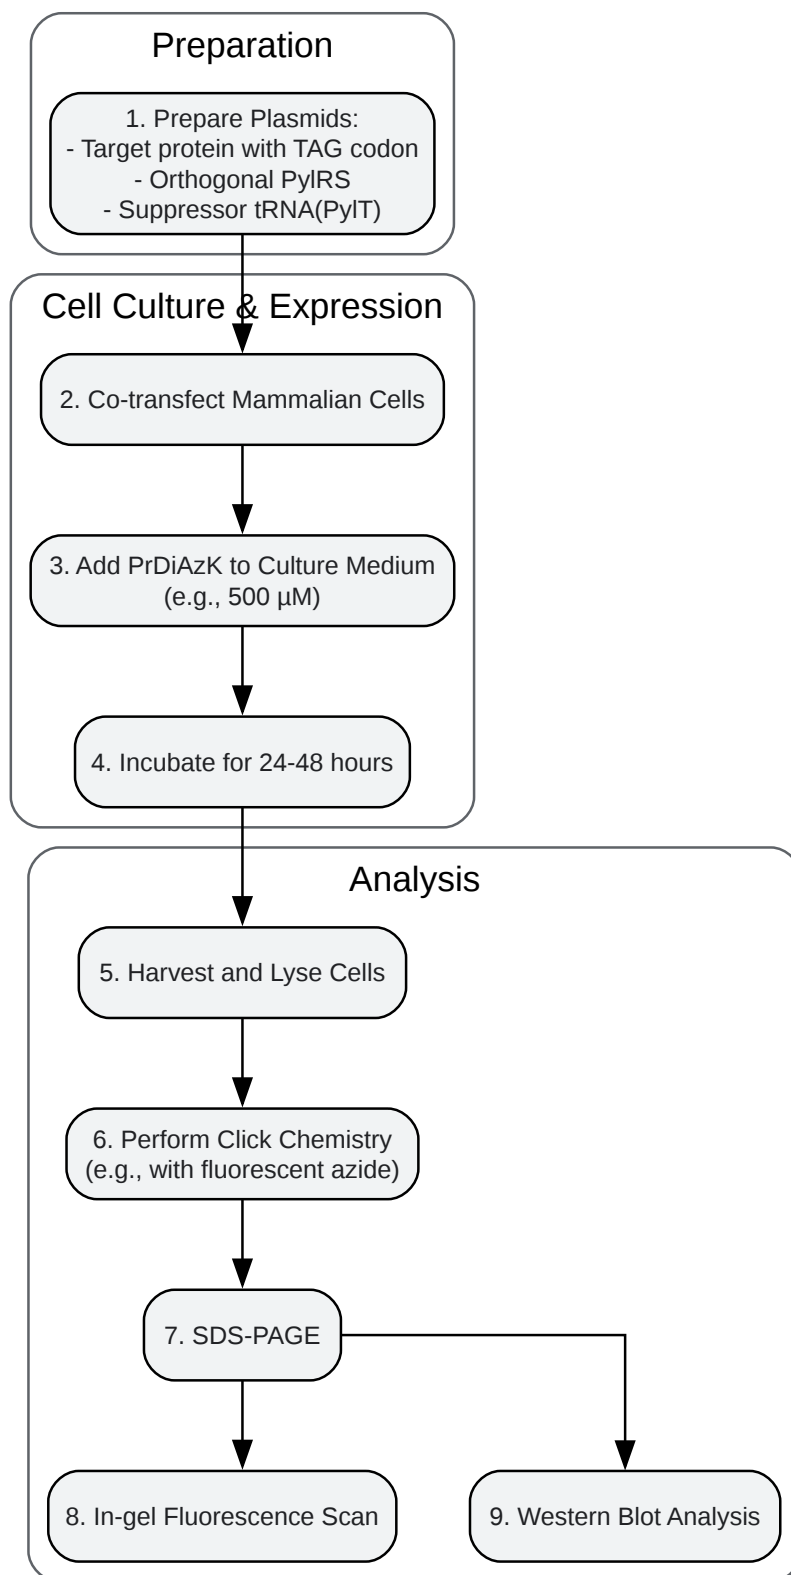 Preparation
1. Prepare Plasmids:
- Target protein with TAG codon
- Orthogonal PylRS
- Suppressor tRNA(PylT)
Cell Culture & Expression
2. Co-transfect Mammalian Cells
3. Add PrDiAzK to Culture Medium
(e.g., 500 µM)
4. Incubate for 24-48 hours
Analysis
5. Harvest and Lyse Cells
6. Perform Click Chemistry
(e.g., with fluorescent azide)
7. SDS-PAGE
8. In-gel Fluorescence Scan
9. Western Blot Analysis